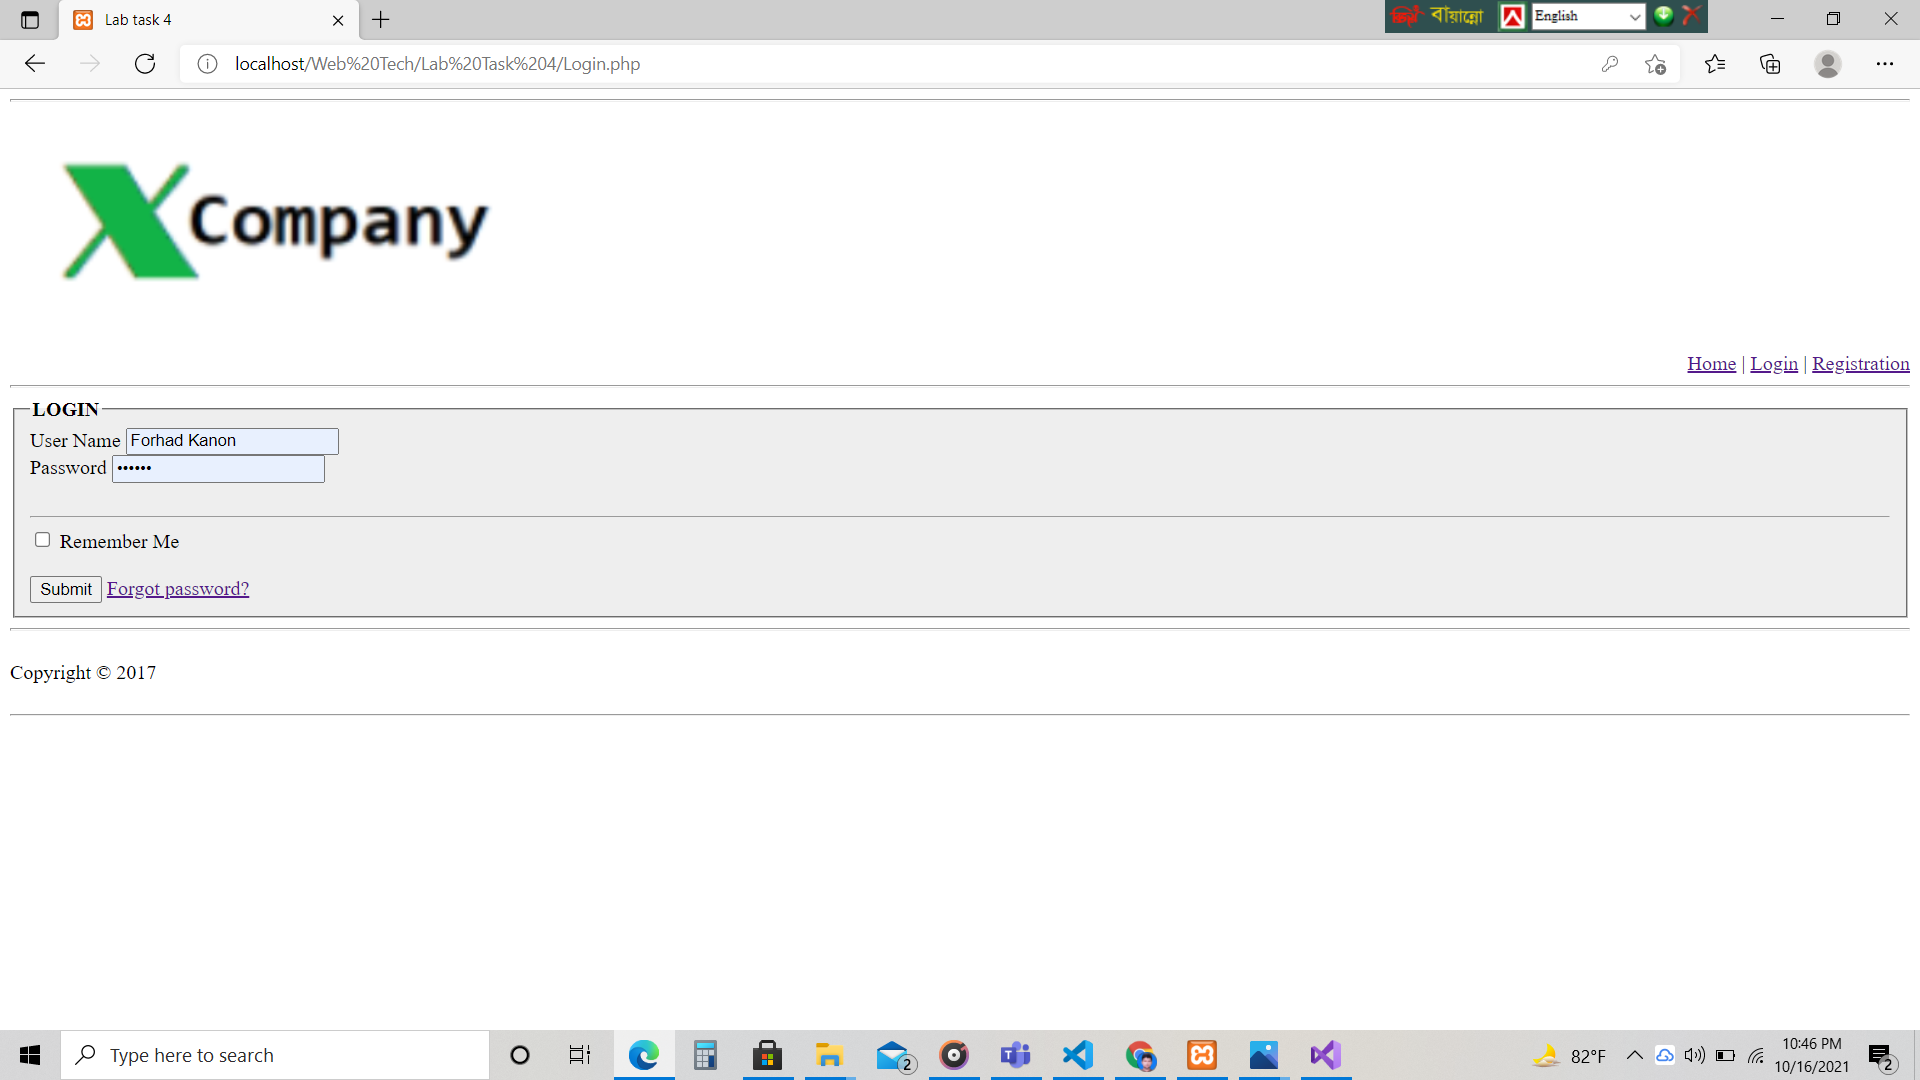 Lab task 4
বায়ান্নো
English
localhost/Web%20Tech/Lab%20Task%204/Login.php
X Company
Home | Login | Registration
LOGIN
User Name Forhad Kanon
Password ••••••
Remember Me
Submit Forgot password?
Copyright © 2017
Type here to search
2
82°F
10:46 PM
10/16/2021
2